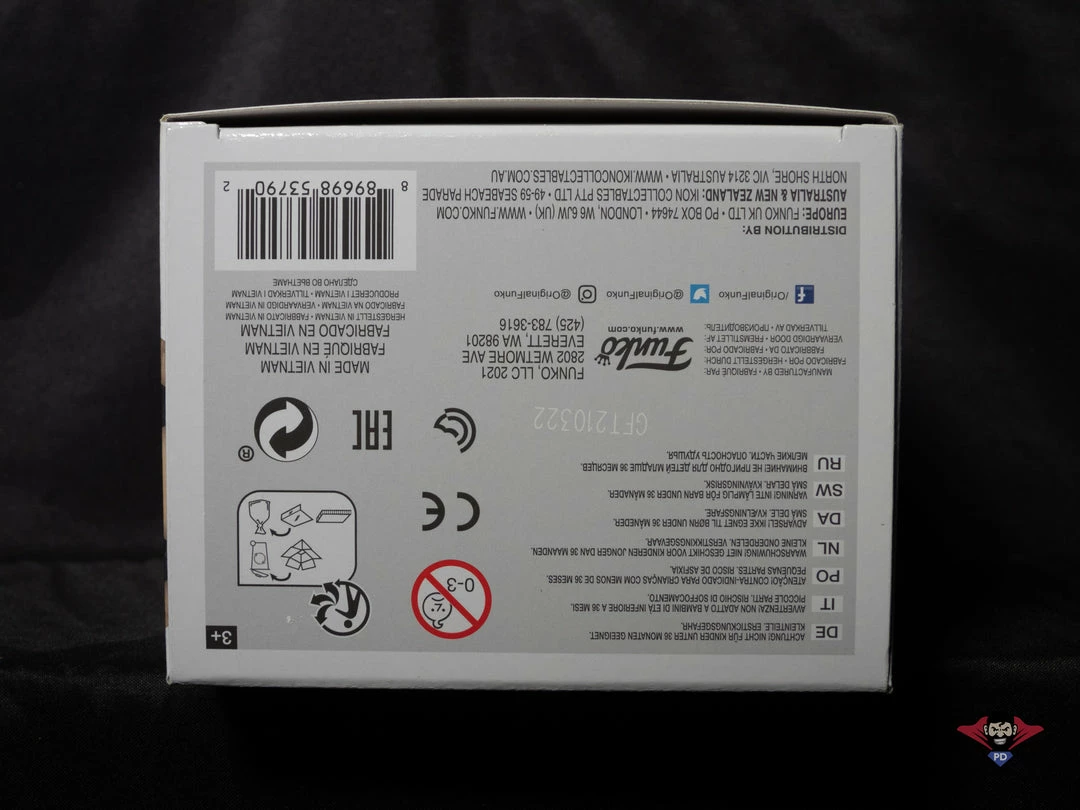 DE
ACHTUNG! NICHT FÜR KINDER UNTER 36 MONATEN GEEIGNET.
KLEINTEILE. ERSTICKUNGSGEFAHR.
IT
AVVERTENZA! NON ADATTO A BAMBINI DI ETÀ INFERIORE A 36 MESI.
PICCOLE PARTI. RISCHIO DI SOFFOCAMENTO.
PO
ATENÇÃO: CONTRA-INDICADO PARA CRIANÇAS COM MENOS DE 36 MESES.
PEQUENAS PARTES. RISCO DE ASFIXIA.
NL
WAARSCHUWING! NIET GESCHIKT VOOR KINDEREN JONGER DAN 36 MAANDEN.
KLEINE ONDERDELEN. VERSTIKKINGSGEVAAR.
DA
ADVARSEL! IKKE EGNET TIL BØRN UNDER 36 MÅNEDER.
SMÅ DELE. KVÆLNINGSFARE.
SW
VARNING! INTE LÄMPLIG FÖR BARN UNDER 36 MÅNADER.
SMÅ DELAR. KVÄVNINGSRISK.
RU
ВНИМАНИЕ! НЕ ПРИГОДНО ДЛЯ ДЕТЕЙ МЛАДШЕ 36 МЕСЯЦЕВ.
МЕЛКИЕ ЧАСТИ. ОПАСНОСТЬ УДУШЬЯ.
0-3
3+
CE
EAC
®
GFT210322
MANUFACTURED BY • FABRIQUÉ PAR:
FABRICADO POR • HERGESTELLT DURCH:
FABBRICATO DA • FABRICADO POR:
VERVAARDIGD DOOR • FREMSTILLET AF:
TILLVERKAD AV • ПРОИЗВОДИТЕЛЬ:
Funko
www.funko.com
FUNKO, LLC 2021
2802 WETMORE AVE
EVERETT, WA 98201
(425) 783-3616
MADE IN VIETNAM
FABRIQUÉ EN VIETNAM
FABRICADO EN VIETNAM
HERGESTELLT IN VIETNAM • FABBRICATO IN VIETNAM
FABRICADO NA VIETNAM • VERVAARDIGD IN VIETNAM
PRODUCERET I VIETNAM • TILLVERKAD I VIETNAM
СДЕЛАНО ВО ВЬЕТНАМЕ
/OriginalFunko
@OriginalFunko
@OriginalFunko
DISTRIBUTION BY:
EUROPE: FUNKO UK LTD • PO BOX 74644 • LONDON, W6 6JW (UK) • WWW.FUNKO.COM
AUSTRALIA & NEW ZEALAND: IKON COLLECTABLES PTY LTD • 49-59 SEABEACH PARADE
NORTH SHORE, VIC 3214 AUSTRALIA • WWW.IKONCOLLECTABLES.COM.AU
8 89698 53790 2
PD